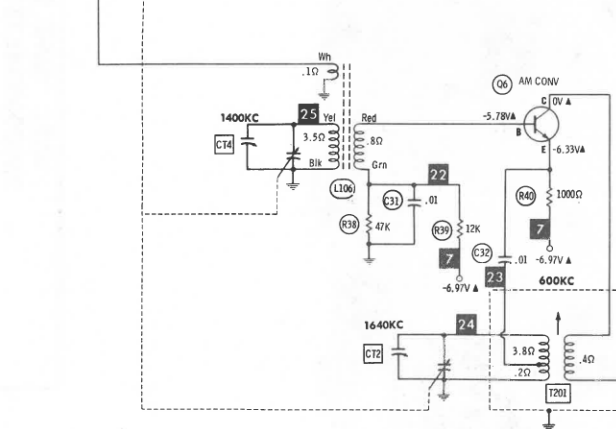 Wh
.1Ω
Q6 AM CONV
C 0V▲
1400KC
25 Yel
Red
-5.78V▲
B
CT4
3.5Ω
.8Ω
E -6.33V▲
Blk
Grn
L106
22
C31 .01
R40 1000Ω
R38 47K
R39 12K
7
7
C32 .01
-6.97V▲
-6.97V▲
23
600KC
1640KC
24
CT2
3.8Ω
.4Ω
.2Ω
T201